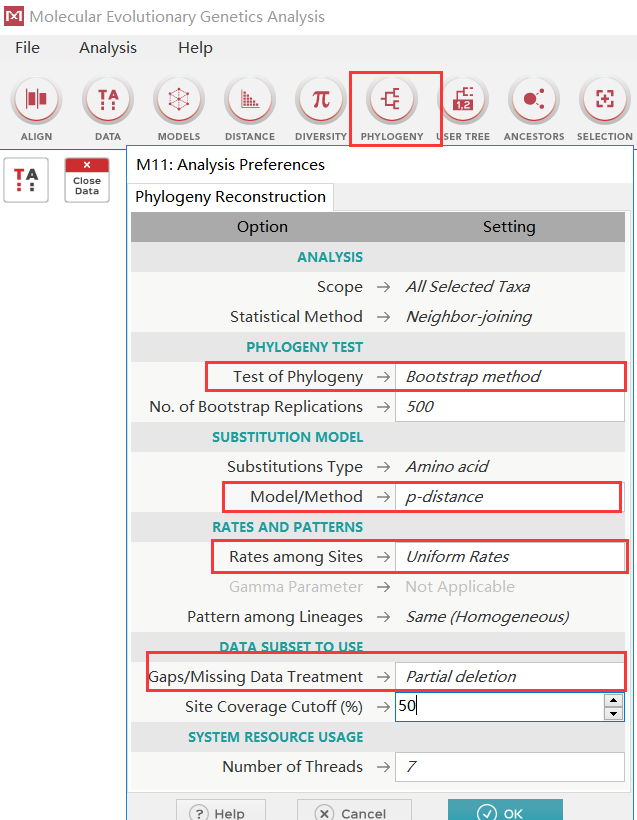 Molecular Evolutionary Genetics Analysis
File Analysis Help
TA π 1,2
ALIGN DATA MODELS DISTANCE DIVERSITY PHYLOGENY USER TREE ANCESTORS SELECTION
TA × Close Data
M11: Analysis Preferences
Phylogeny Reconstruction
Option Setting
ANALYSIS
Scope → All Selected Taxa
Statistical Method → Neighbor-joining
PHYLOGENY TEST
Test of Phylogeny → Bootstrap method
No. of Bootstrap Replications → 500
SUBSTITUTION MODEL
Substitutions Type → Amino acid
Model/Method → p-distance
RATES AND PATTERNS
Rates among Sites → Uniform Rates
Gamma Parameter → Not Applicable
Pattern among Lineages → Same (Homogeneous)
DATA SUBSET TO USE
Gaps/Missing Data Treatment → Partial deletion
Site Coverage Cutoff (%) → 50
SYSTEM RESOURCE USAGE
Number of Threads → 7
? Help Cancel OK